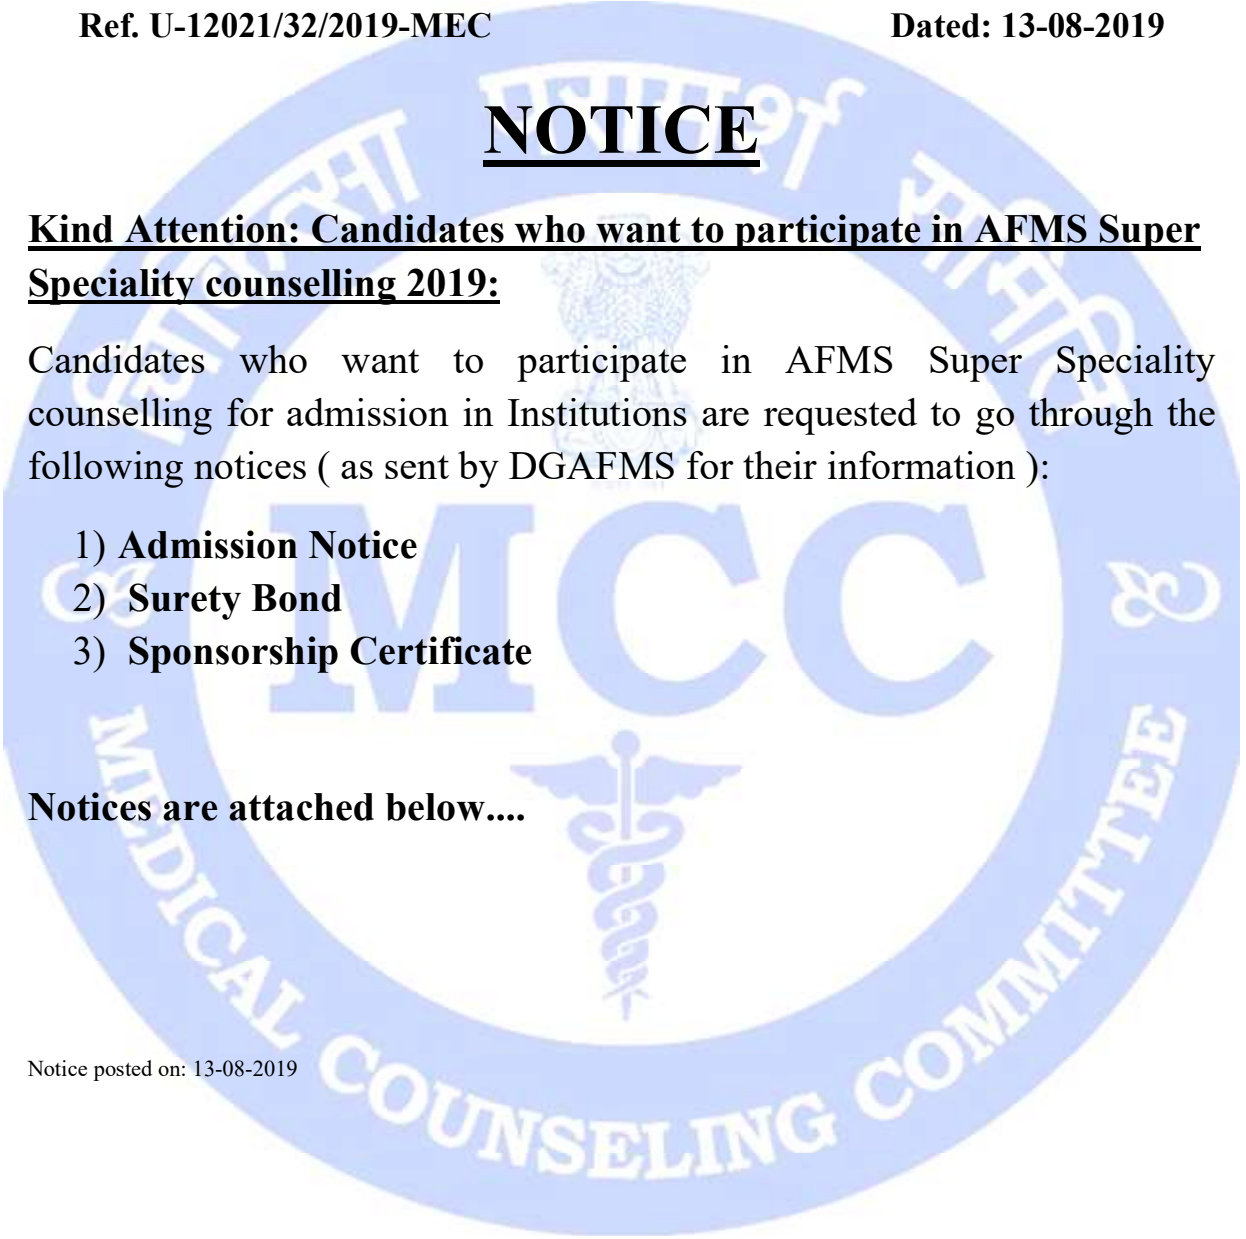 Ref. U-12021/32/2019-MEC Dated: 13-08-2019
NOTICE
Kind Attention: Candidates who want to participate in AFMS Super
Speciality counselling 2019:
Candidates who want to participate in AFMS Super Speciality
counselling for admission in Institutions are requested to go through the
following notices ( as sent by DGAFMS for their information ):
1) Admission Notice
2) Surety Bond
3) Sponsorship Certificate
Notices are attached below....
Notice posted on: 13-08-2019
चिकित्सा परामर्श समिति
MCC
MEDICAL COUNSELING COMMITTEE